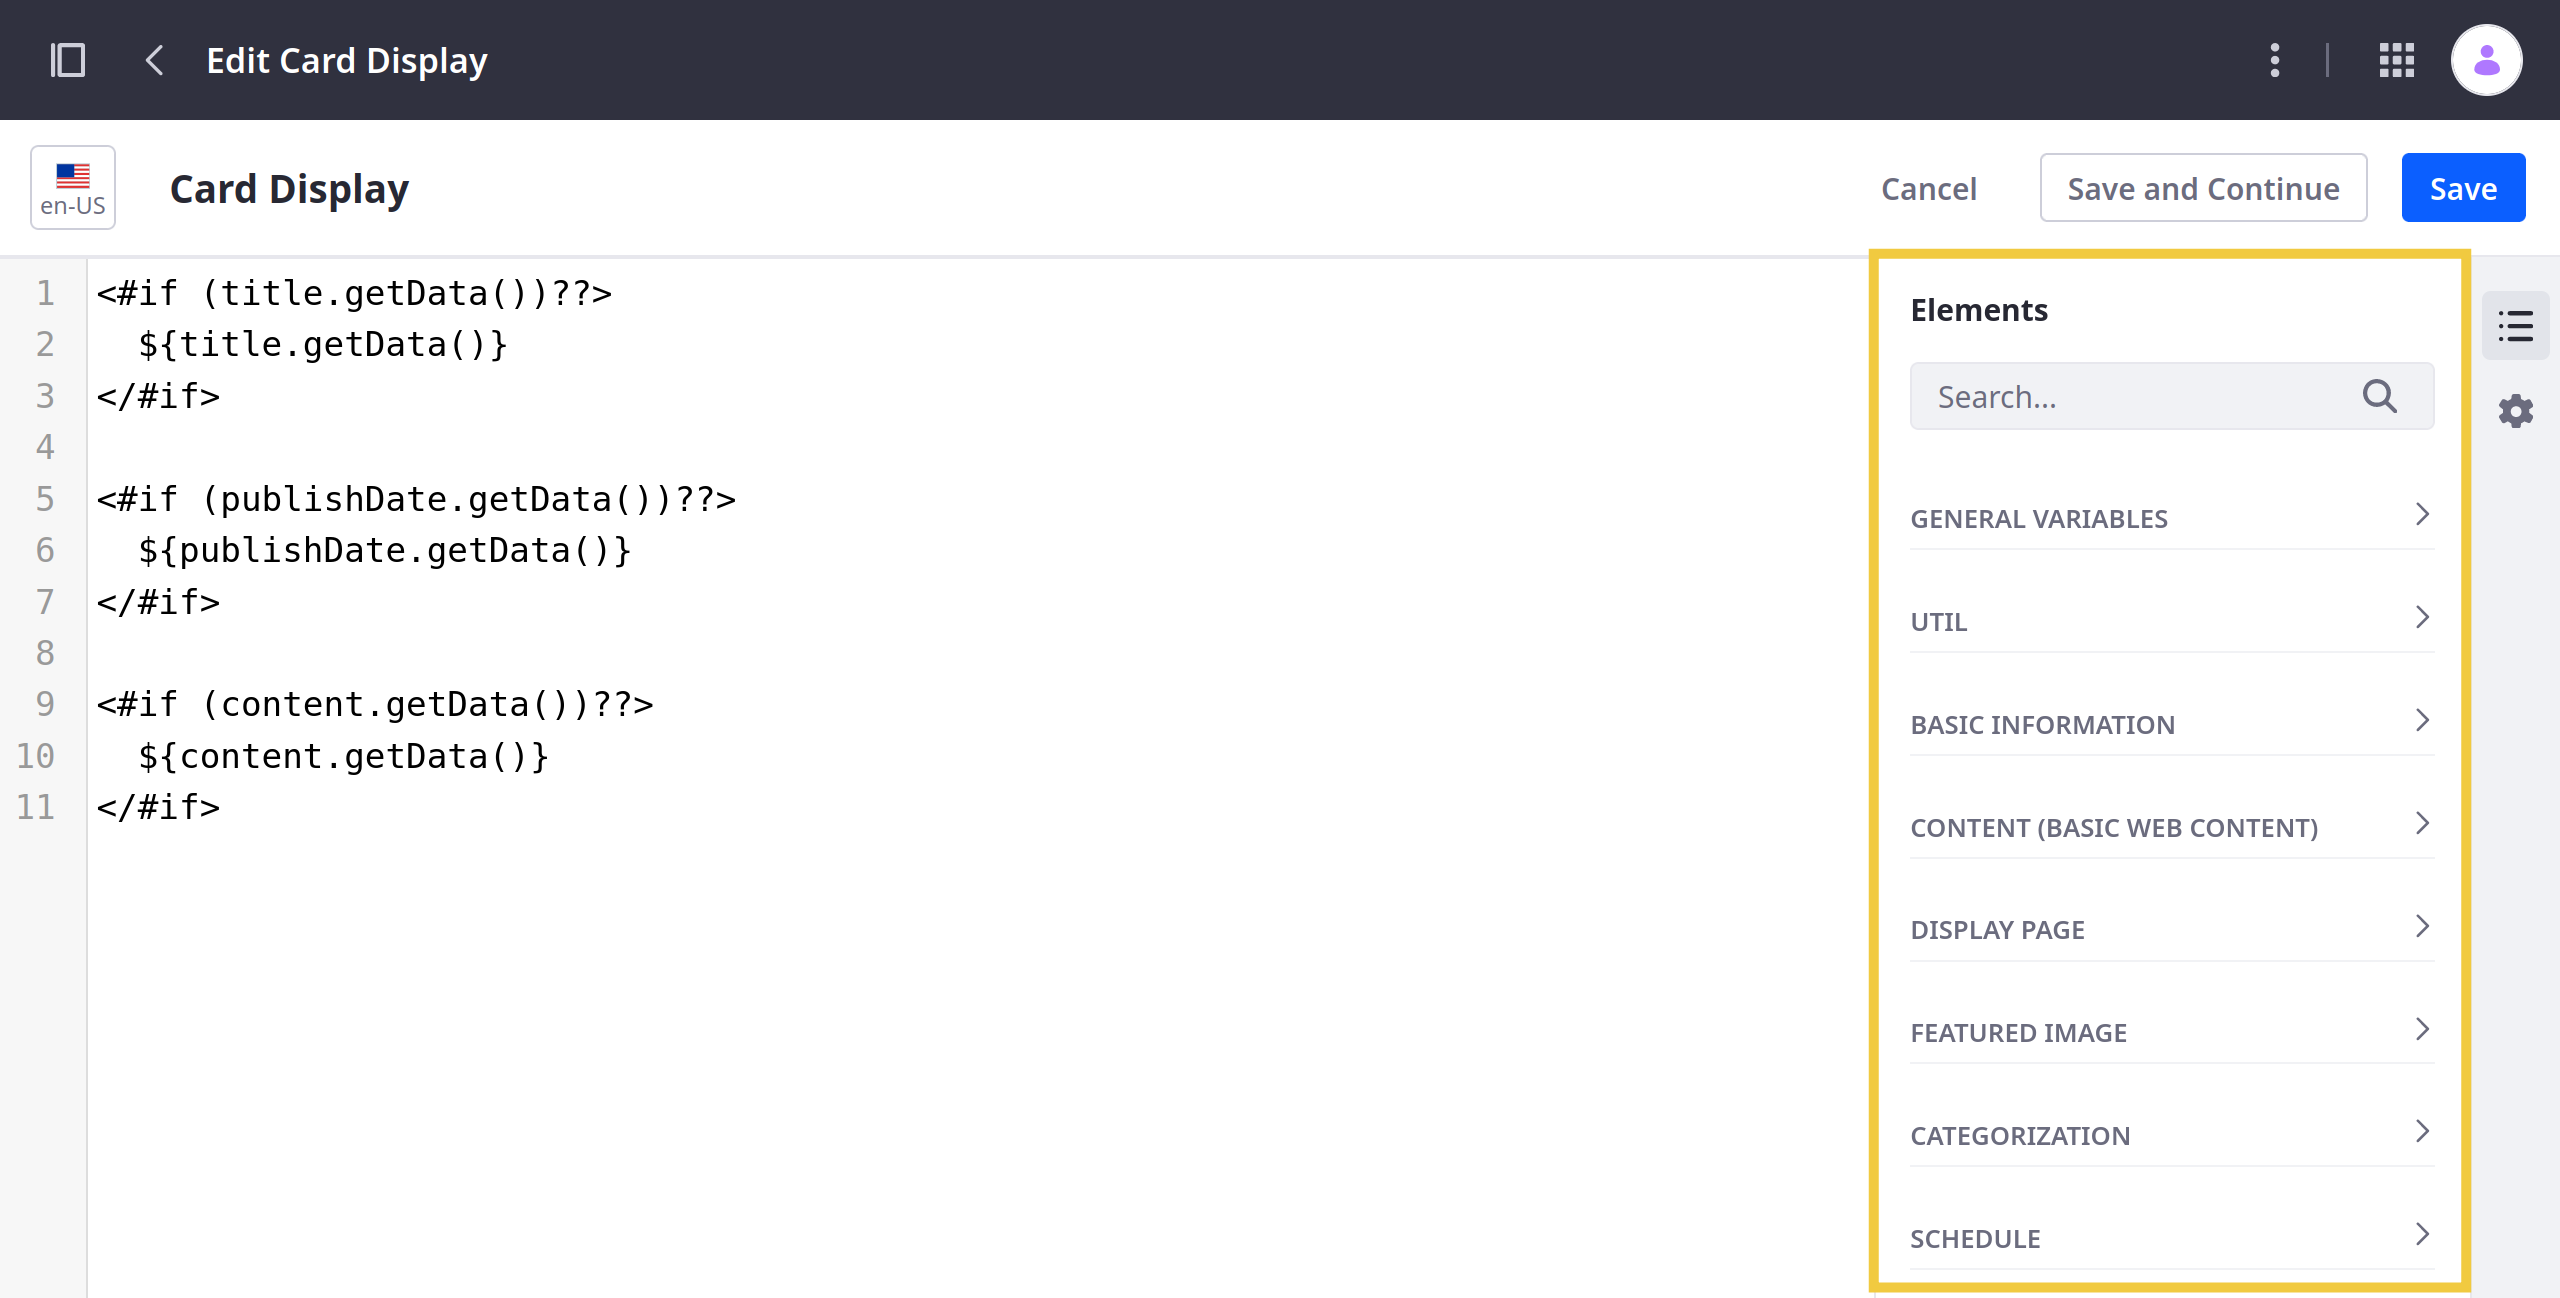 Edit Card Display
en-US
Card Display
Cancel
Save and Continue
Save
1 <#if (title.getData())??>
2   ${title.getData()}
3 </#if>
4
5 <#if (publishDate.getData())??>
6   ${publishDate.getData()}
7 </#if>
8
9 <#if (content.getData())??>
10   ${content.getData()}
11 </#if>
Elements
Search...
GENERAL VARIABLES
UTIL
BASIC INFORMATION
CONTENT (BASIC WEB CONTENT)
DISPLAY PAGE
FEATURED IMAGE
CATEGORIZATION
SCHEDULE